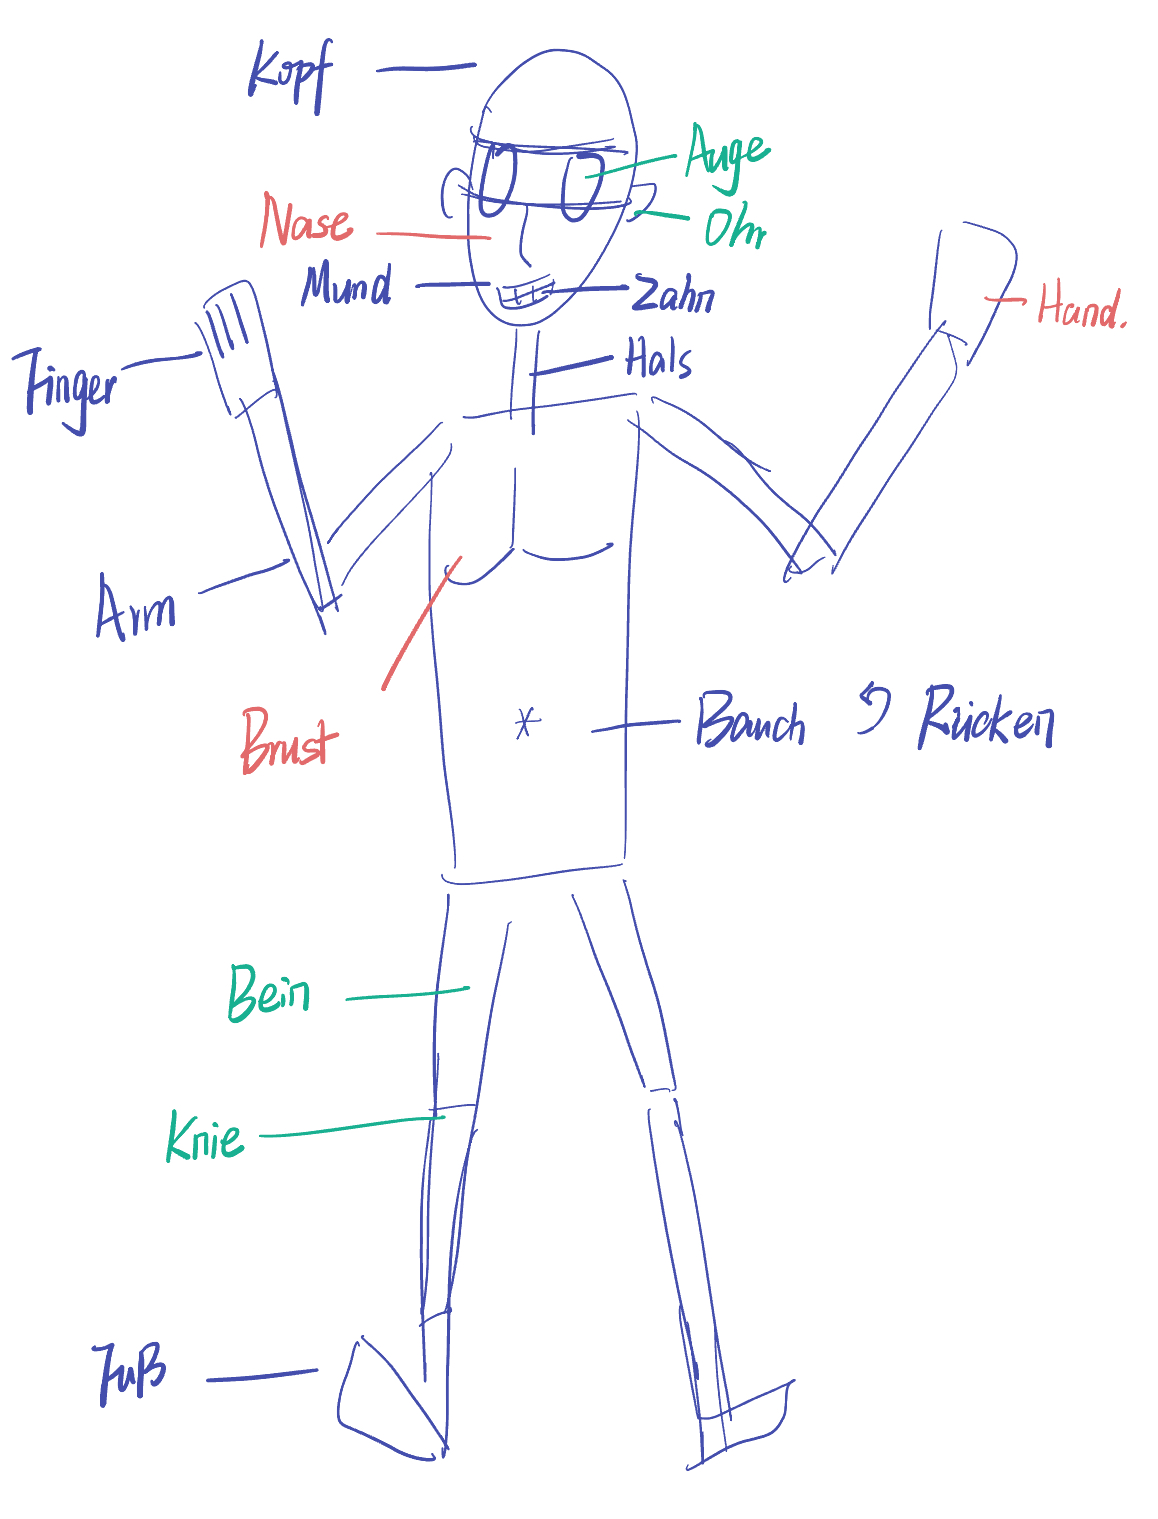 Kopf
Auge
Nase
Ohr
Mund
Zahn
Hand.
Finger
Hals
Arm
Brust
Bauch
Rücken
Bein
Knie
Fuß